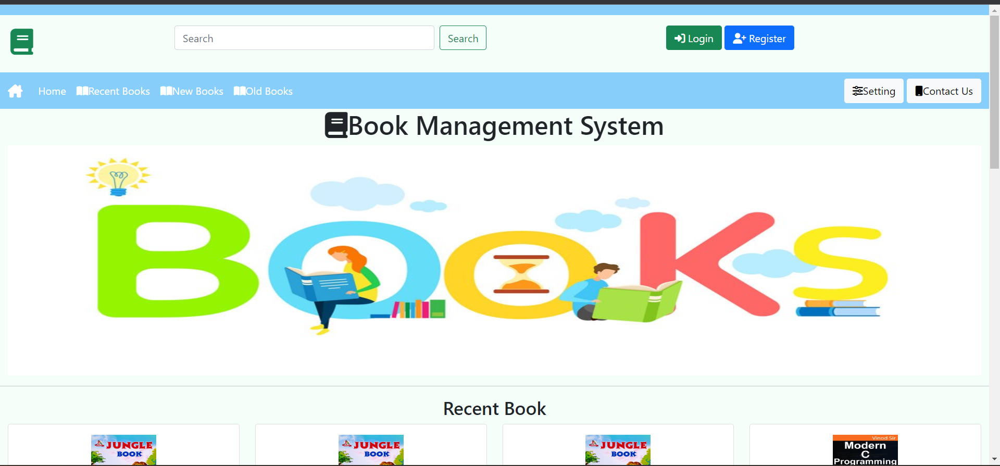 Search
Search
Login
Register
Home
Recent Books
New Books
Old Books
Setting
Contact Us
Book Management System
BOOKS
Recent Book
JUNGLE
BOOK
JUNGLE
BOOK
JUNGLE
BOOK
Vinod Sir
Modern
C
Programming